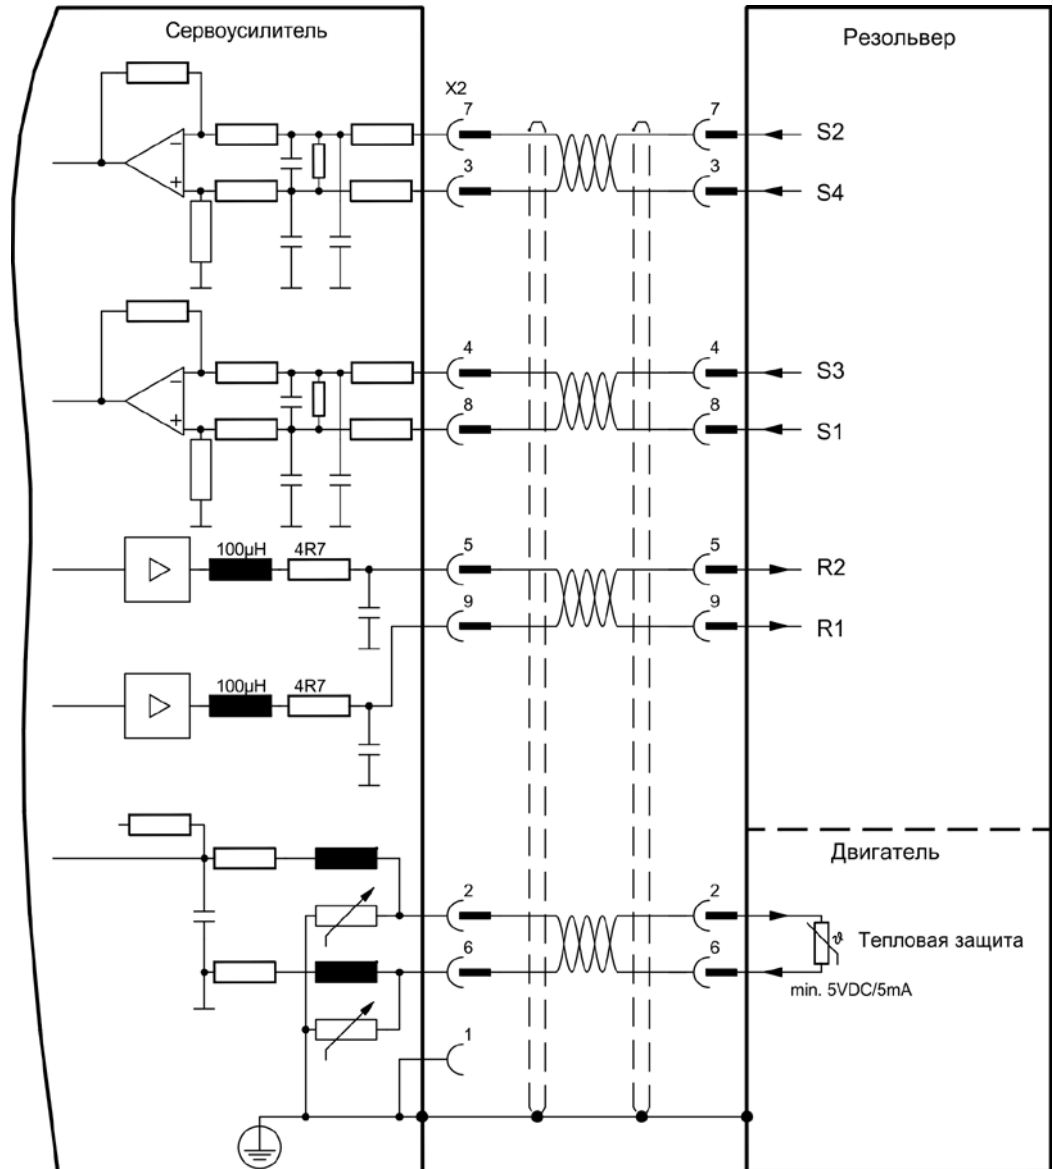 Сервоусилитель
Резольвер
X2
7
7
S2
3
3
S4
4
4
S3
8
8
S1
100µH
4R7
5
5
R2
9
9
R1
100µH
4R7
Двигатель
2
2
ϑ
Тепловая защита
6
6
min. 5VDC/5mA
1